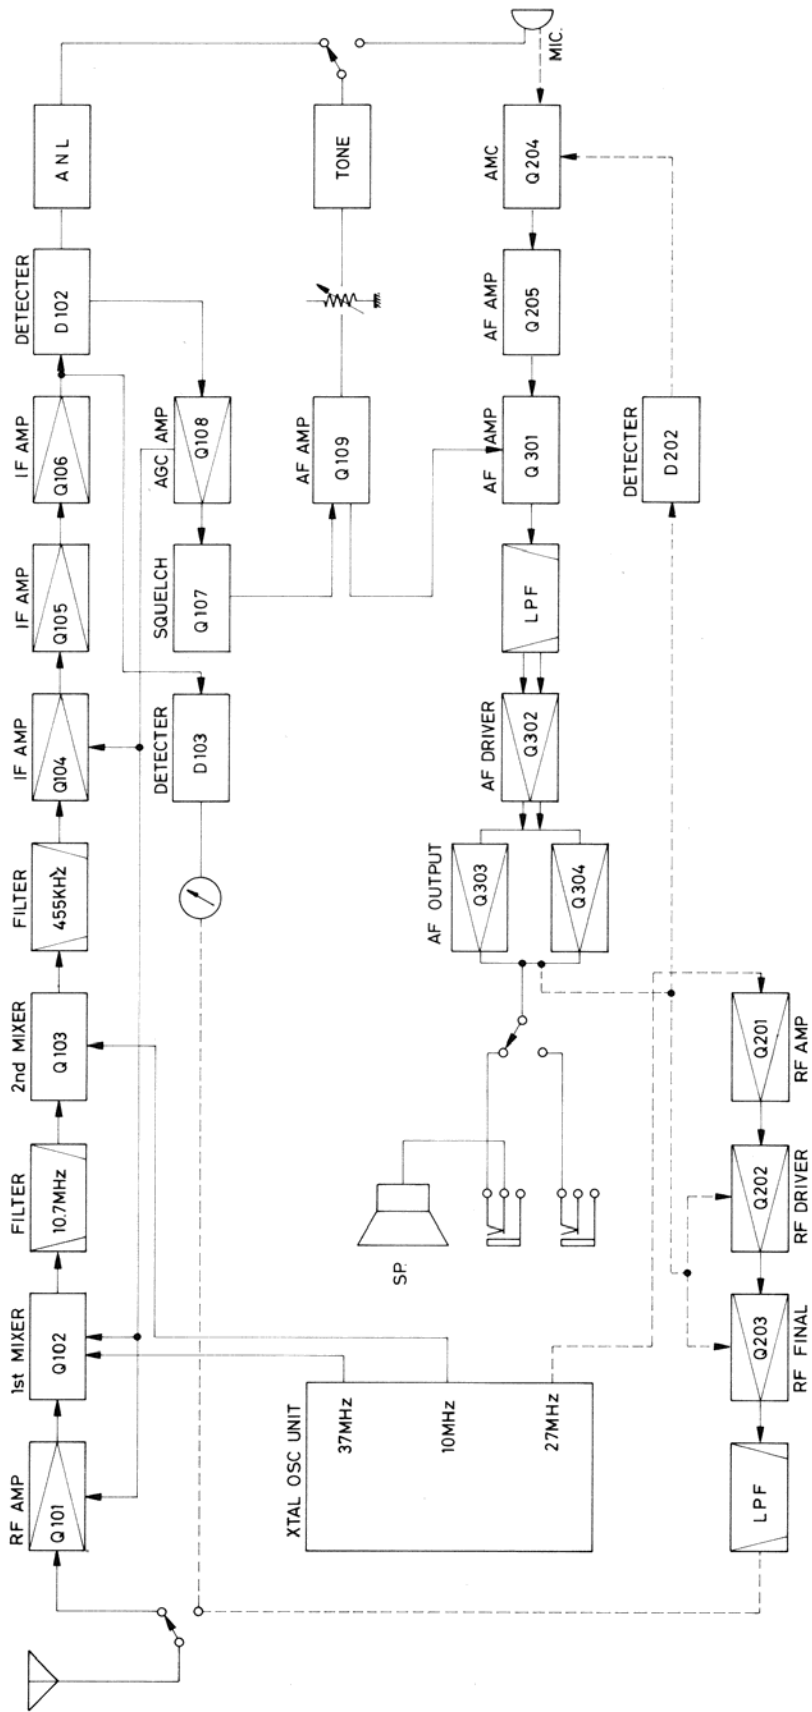 RF AMP
Q101
1st MIXER
Q102
FILTER
10.7MHz
2nd MIXER
Q103
FILTER
455KHz
IF AMP
Q104
IF AMP
Q105
IF AMP
Q106
DETECTER
D102
ANL
DETECTER
D103
SQUELCH
Q107
AGC AMP
Q108
XTAL OSC UNIT
37MHz
10MHz
27MHz
SP.
AF AMP
Q109
TONE
AF OUTPUT
Q303
Q304
AF DRIVER
Q302
LPF
AF AMP
Q301
AF AMP
Q205
AMC
Q204
MIC.
DETECTER
D202
LPF
Q203
RF FINAL
Q202
RF DRIVER
Q201
RF AMP